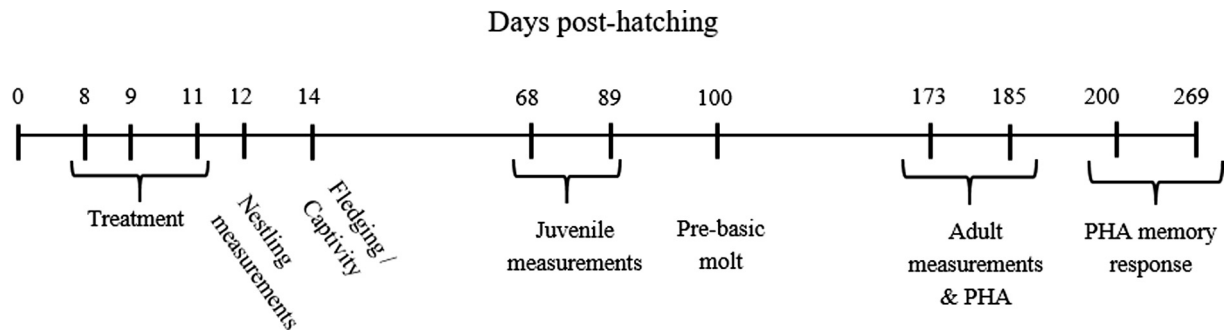 Days post-hatching
0 8 9 11 12 14 68 89 100 173 185 200 269
Treatment
Nestling
measurements
Fledging /
Captivity
Juvenile
measurements
Pre-basic
molt
Adult
measurements
& PHA
PHA memory
response